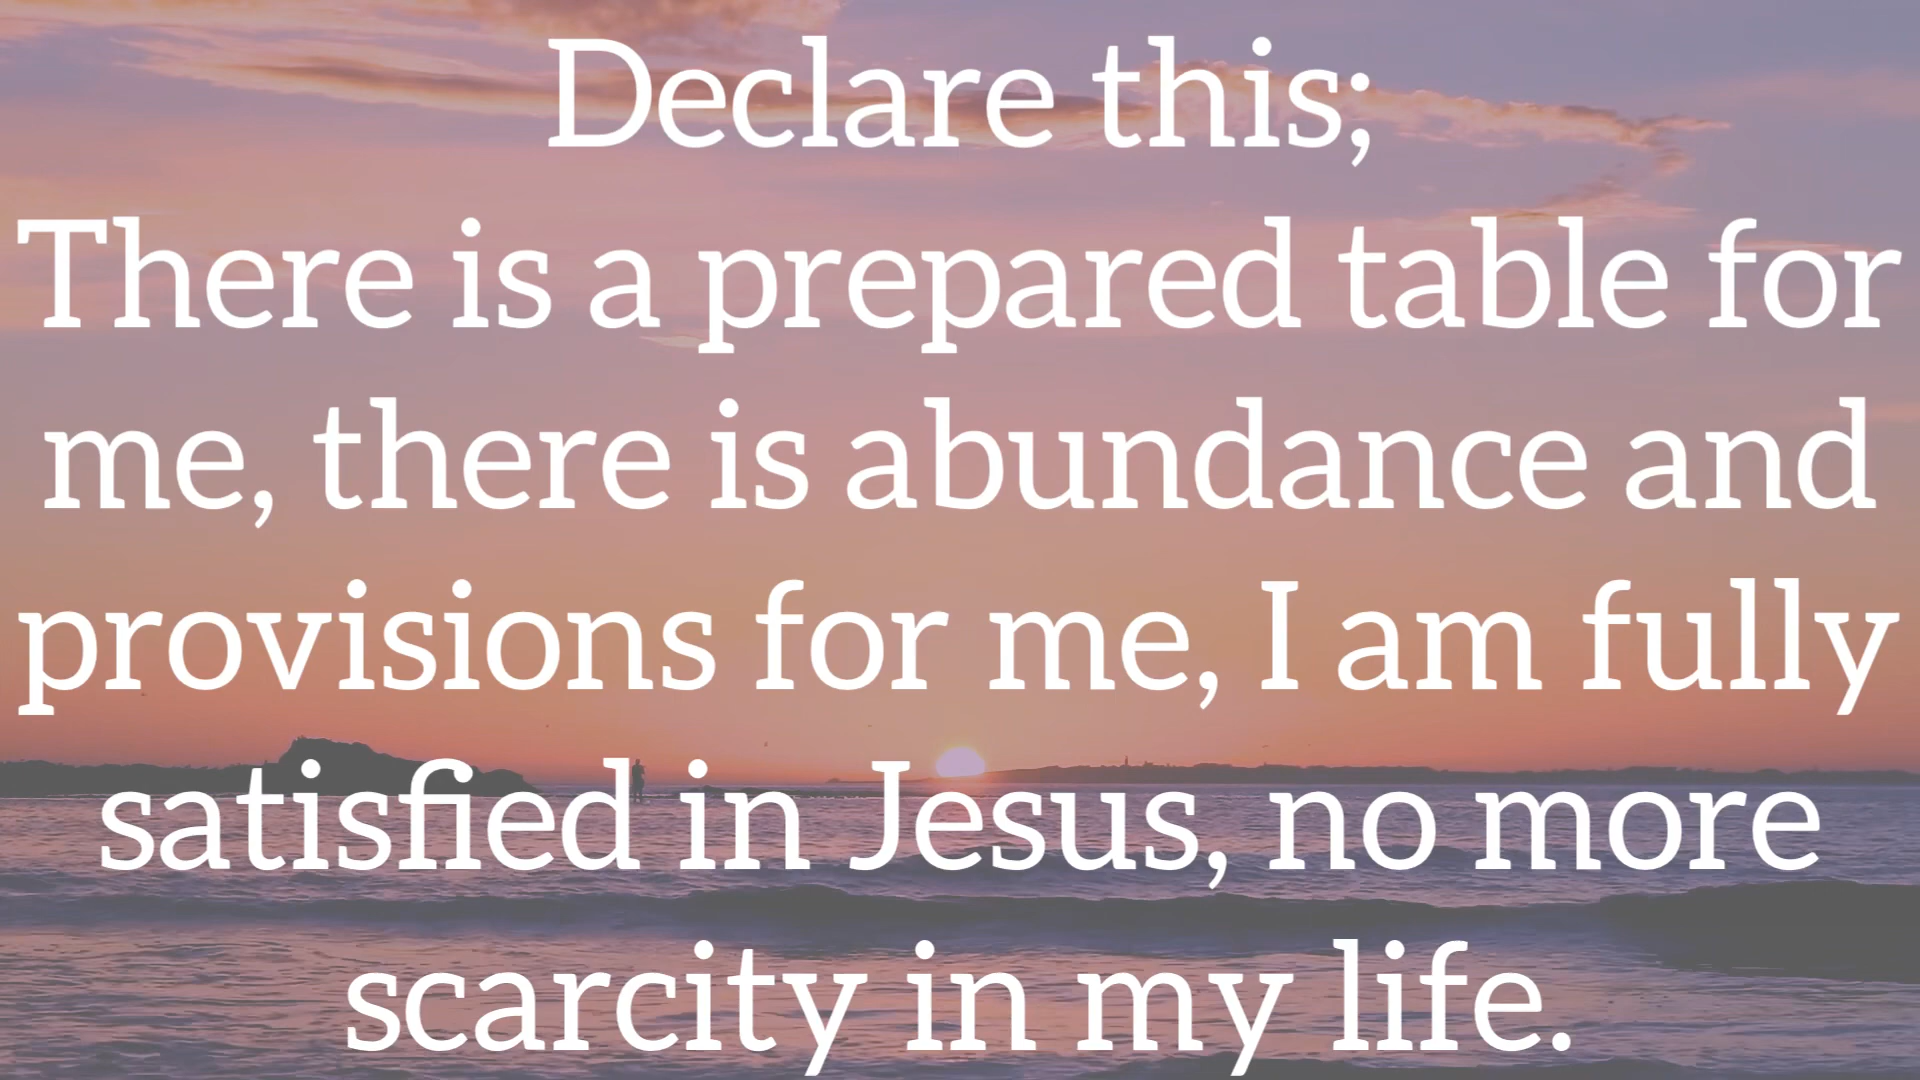 Declare this;
There is a prepared table for
me, there is abundance and
provisions for me, I am fully
satisfied in Jesus, no more
scarcity in my life.